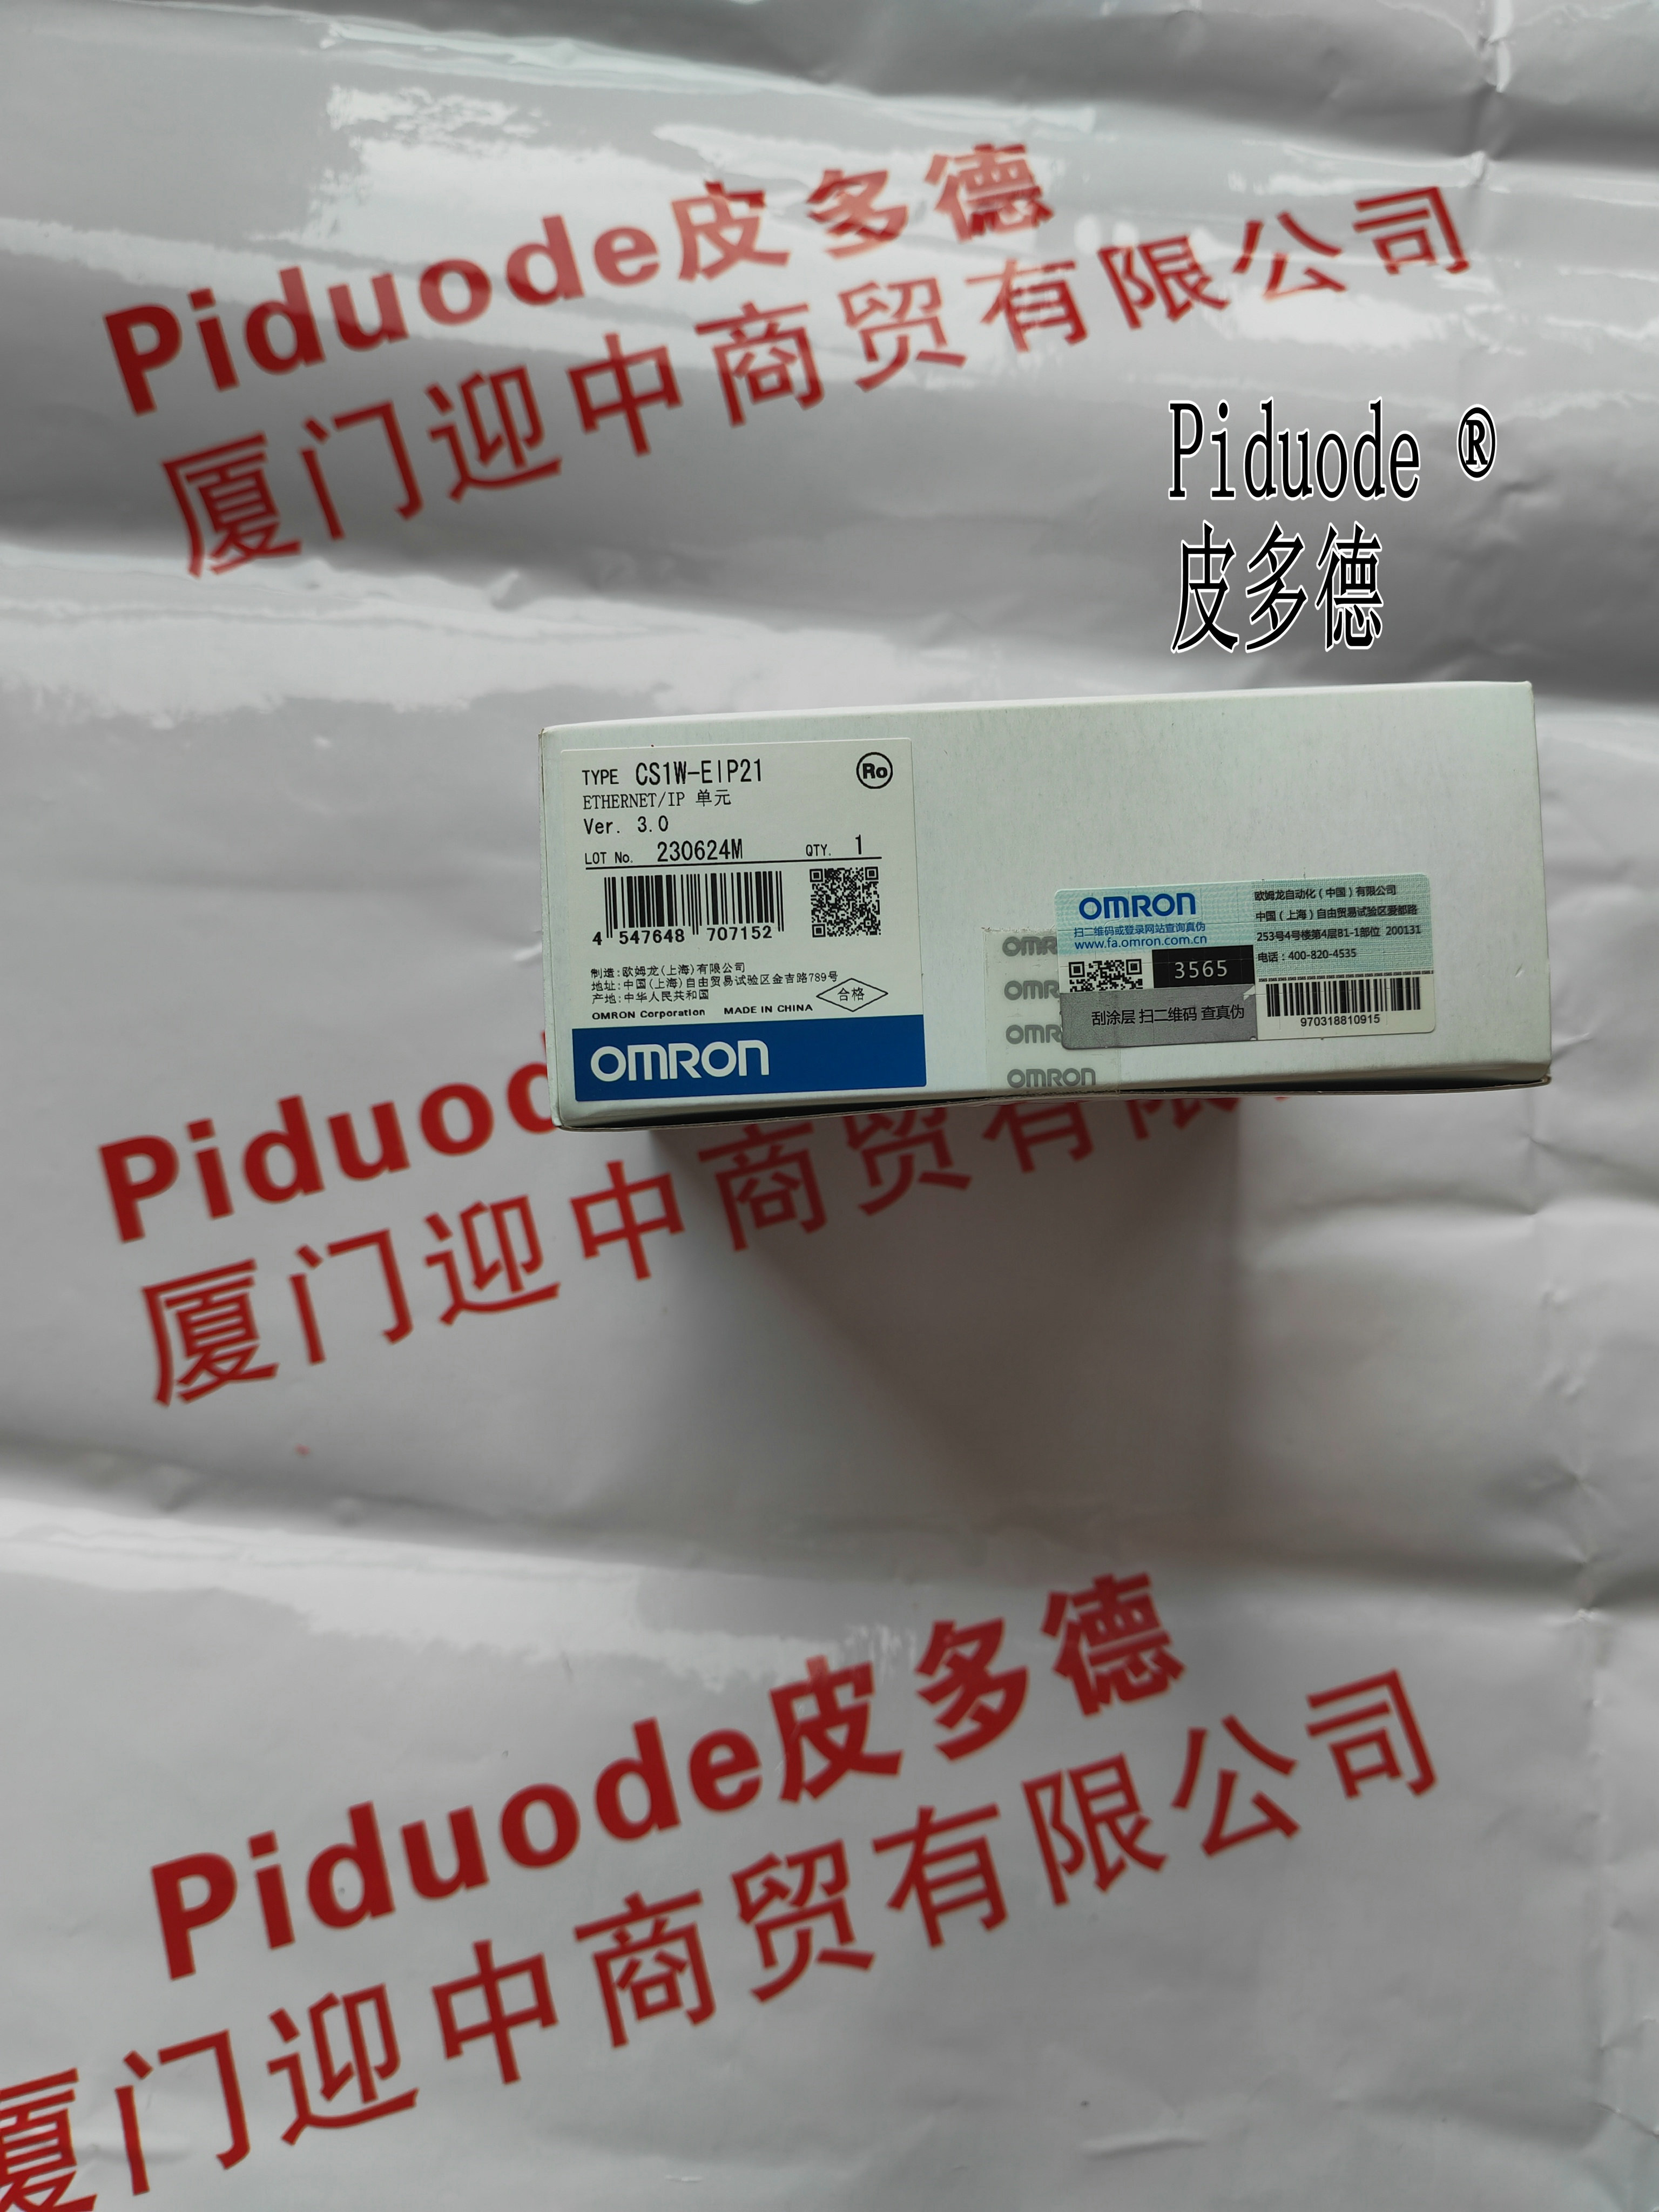 Piduode皮多德
厦门迎中商贸有限公司
Piduode ®
皮多德
TYPE CS1W-EIP21
Ro
ETHERNET/IP 单元
Ver. 3.0
LOT No. 230624M QTY. 1
4 547648 707152
制造:欧姆龙(上海)有限公司
地址:中国(上海)自由贸易试验区金吉路789号
产地:中华人民共和国
合格
OMRON Corporation MADE IN CHINA
OMRON
OMRON
扫二维码或登录网站查询真伪
www.fa.omron.com.cn
3565
刮涂层 扫二维码 查真伪
欧姆龙自动化(中国)有限公司
中国(上海)自由贸易试验区爱都路
253号4号楼第4层B1-1部位 200131
电话:400-820-4535
970318810915
OMR
OMR
OMR
OMRON
Piduod
厦门迎中商贸有限
Piduode皮多德
厦门迎中商贸有限公司